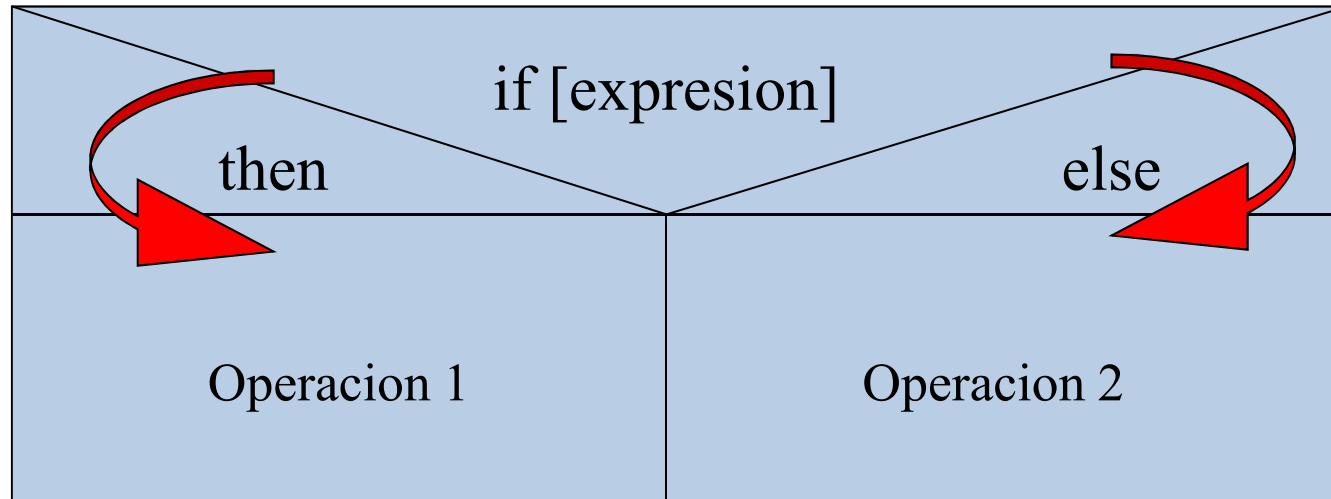 if [expresion]
then
else
Operacion 1
Operacion 2